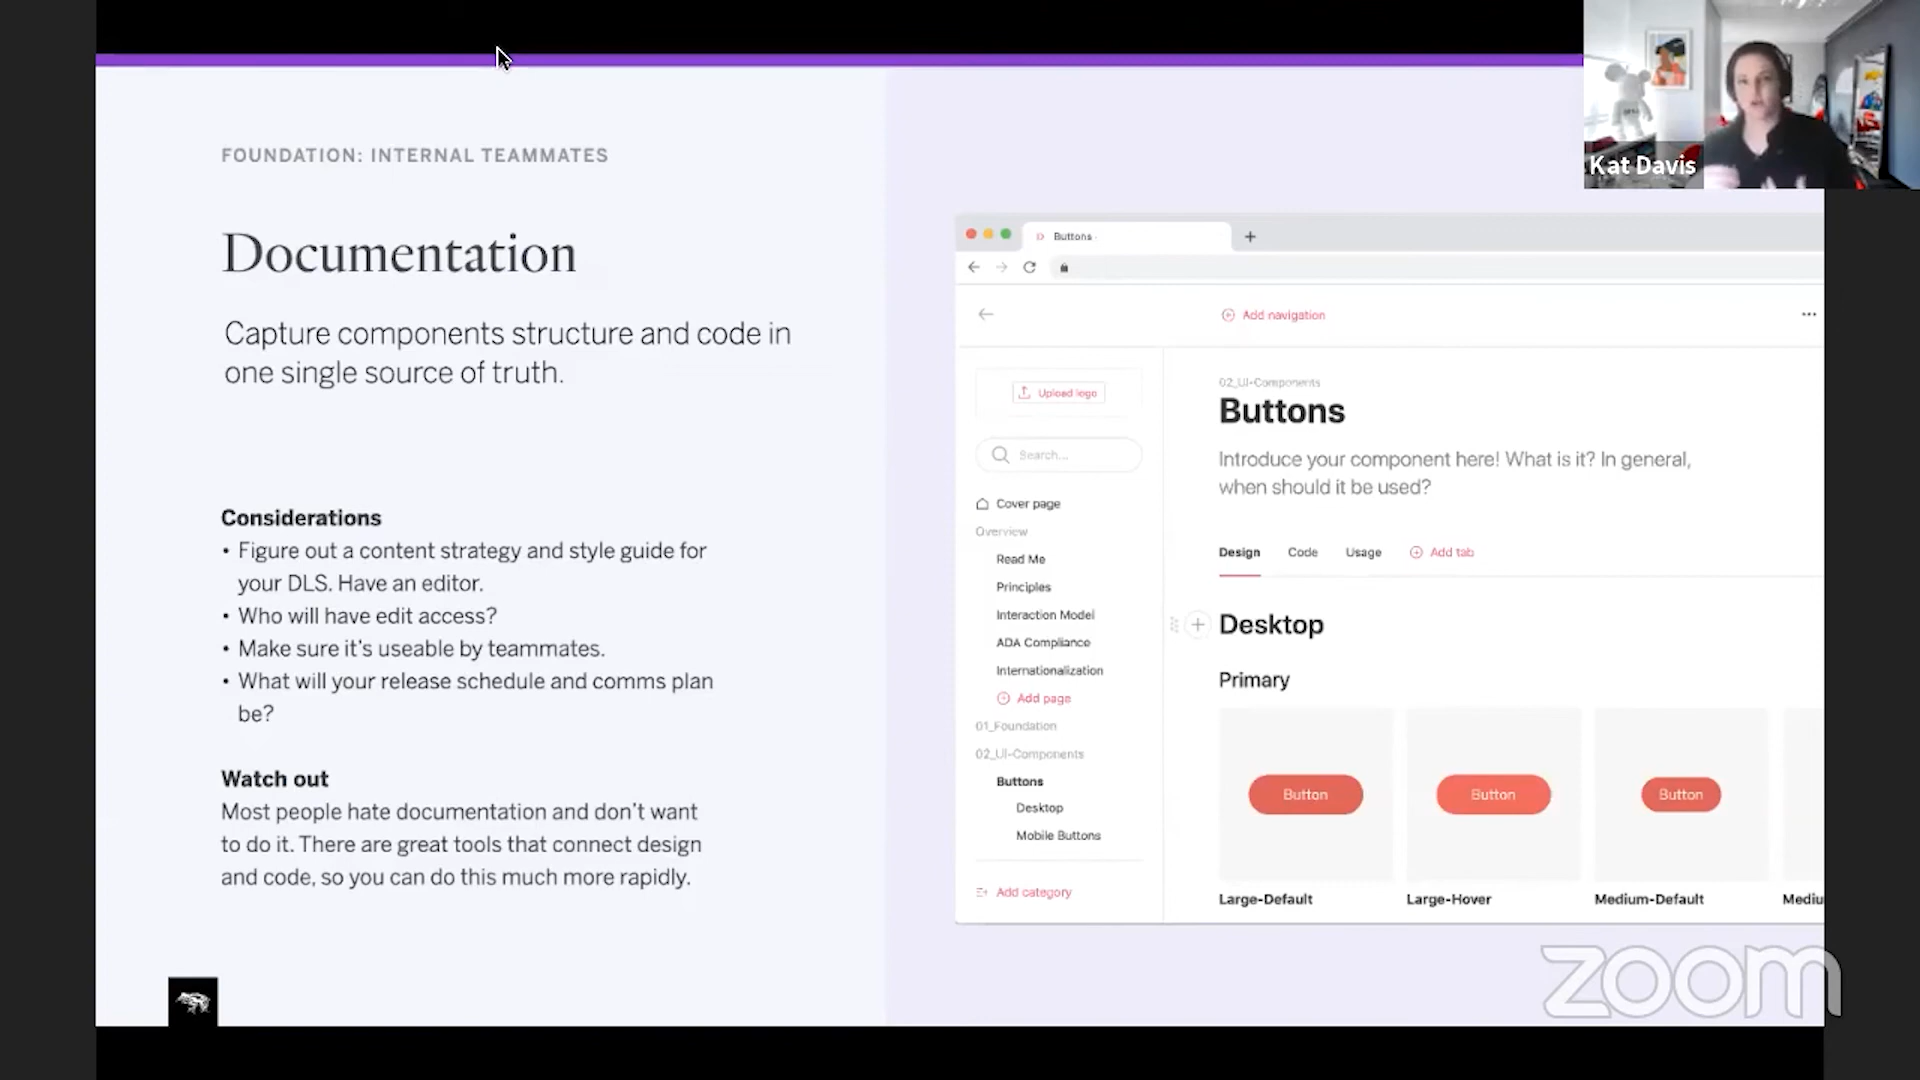 FOUNDATION: INTERNAL TEAMMATES
Documentation
Capture components structure and code in
one single source of truth.
Considerations
• Figure out a content strategy and style guide for
your DLS. Have an editor.
• Who will have edit access?
• Make sure it's useable by teammates.
• What will your release schedule and comms plan
be?
Watch out
Most people hate documentation and don't want
to do it. There are great tools that connect design
and code, so you can do this much more rapidly.
Kat Davis
Buttons
Add navigation
Upload logo
Search...
Cover page
Overview
Read Me
Principles
Interaction Model
ADA Compliance
Internationalization
Add page
01_Foundation
02_UI-Components
Buttons
Desktop
Mobile Buttons
Add category
02_UI-Components
Buttons
Introduce your component here! What is it? In general,
when should it be used?
Design Code Usage Add tab
Desktop
Primary
Button Button Button
Large-Default Large-Hover Medium-Default Mediu
zoom